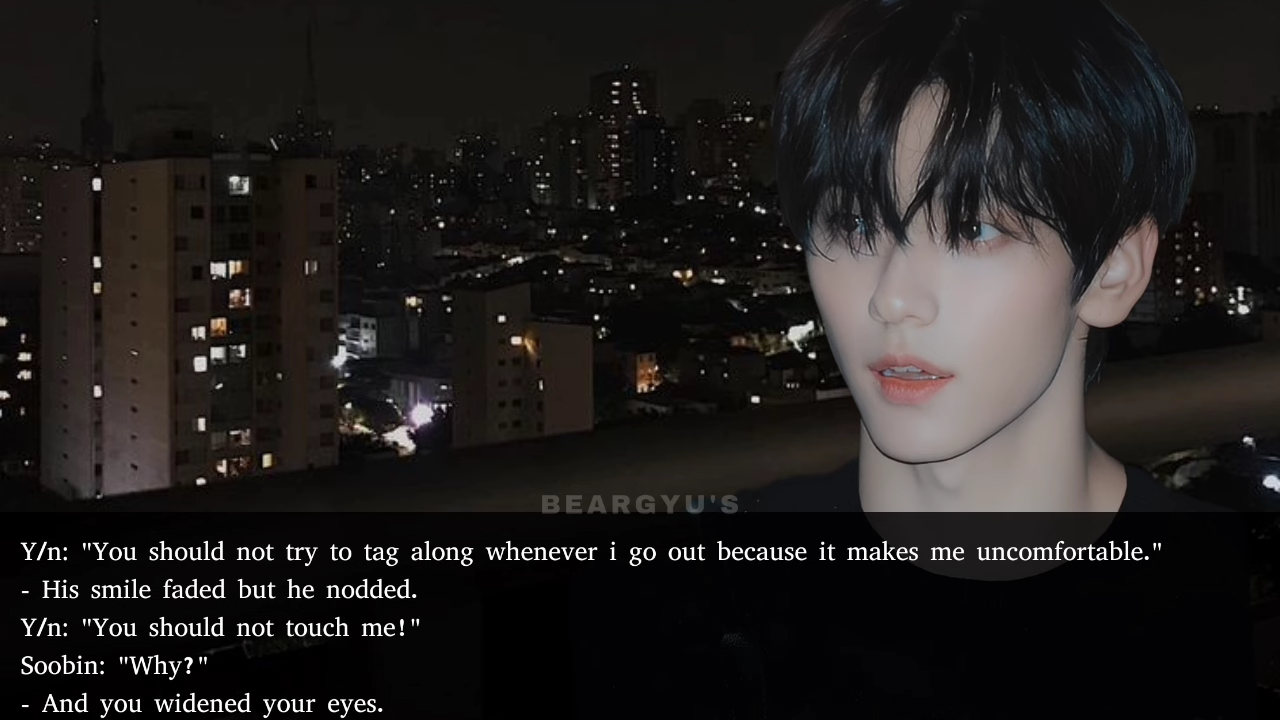 BEARGYU'S
Y/n: "You should not try to tag along whenever i go out because it makes me uncomfortable."
- His smile faded but he nodded.
Y/n: "You should not touch me!"
Soobin: "Why?"
- And you widened your eyes.